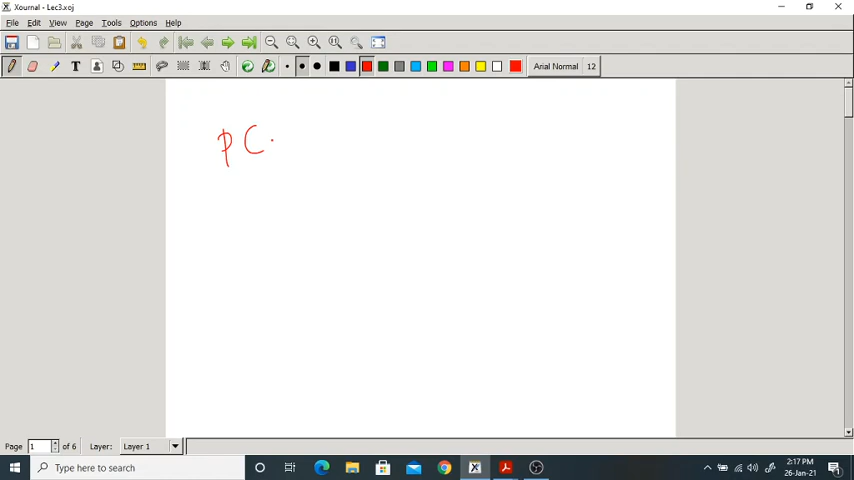 Xournal - Lec3.xoj
File Edit View Page Tools Options Help
Arial Normal 12
PC
Page 1 of 6 Layer: Layer 1
Type here to search
2:17 PM
26-Jan-21